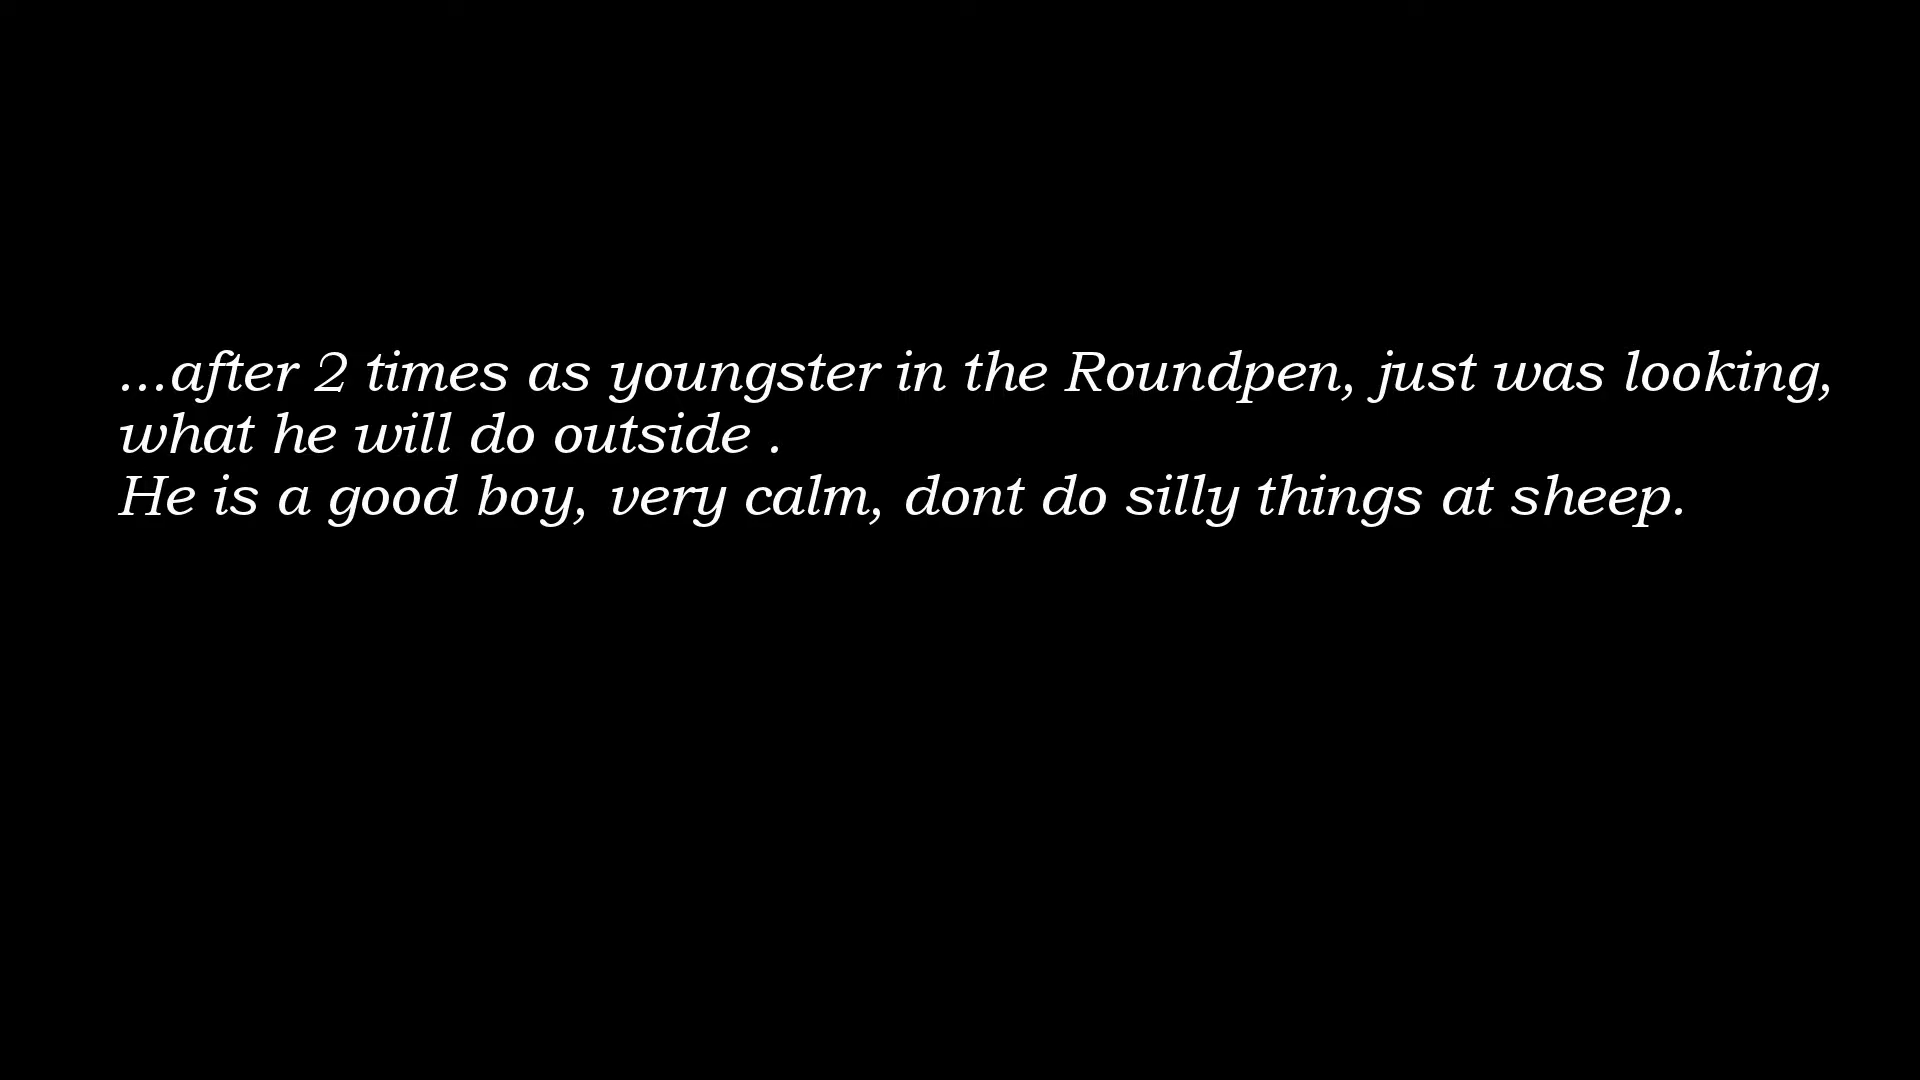 ...after 2 times as youngster in the Roundpen, just was looking,
what he will do outside .
He is a good boy, very calm, dont do silly things at sheep.